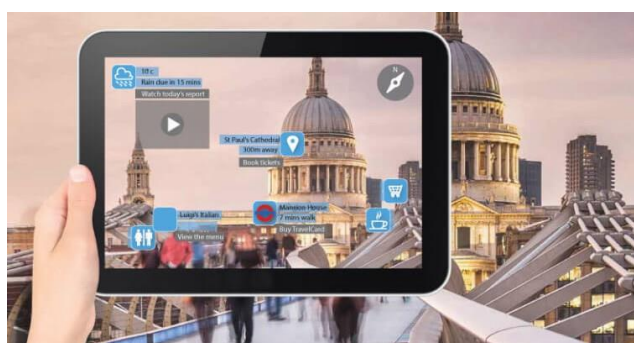 Rain due in 15 mins
Watch today's report
N
St Paul's Cathedral
300m away
Book tickets
Luigi's Italian
View the menu
Mansion House
7 mins walk
Buy TravelCard